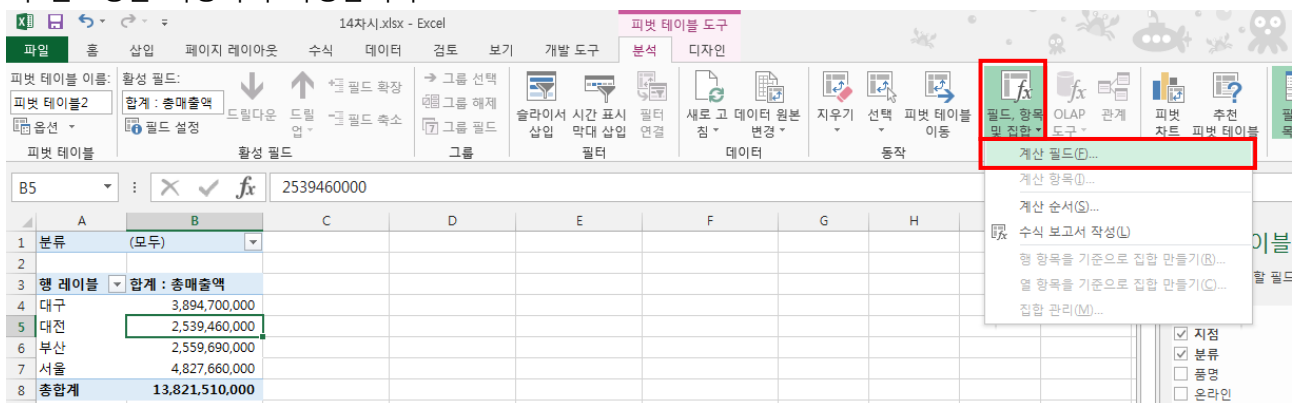 14차시.xlsx - Excel
피벗 테이블 도구
파일 홈 삽입 페이지 레이아웃 수식 데이터 검토 보기 개발 도구 분석 디자인
피벗 테이블 이름: 활성 필드: 필드 확장 그룹 선택
피벗 테이블2 합계 : 총매출액 드릴다운 드릴업 그룹 해제 슬라이서 삽입 시간 표시 막대 삽입 필터 연결 새로 고침 데이터 원본 변경 지우기 선택 피벗 테이블 이동 필드, 항목 및 집합 OLAP 도구 관계 피벗 차트 추천 피벗 테이블
옵션 필드 설정 필드 축소 그룹 필드
피벗 테이블 활성 필드 그룹 필터 데이터 동작
계산 필드(F)...
계산 항목(I)...
계산 순서(S)...
수식 보고서 작성(L)
행 항목을 기준으로 집합 만들기(R)...
열 항목을 기준으로 집합 만들기(C)...
집합 관리(M)...
B5 fx 2539460000
A B C D E F G H
1 분류 (모두)
2
3 행 레이블 합계 : 총매출액
4 대구 3,894,700,000
5 대전 2,539,460,000
6 부산 2,559,690,000
7 서울 4,827,660,000
8 총합계 13,821,510,000
이블
할 필드
지점
분류
품명
온라인